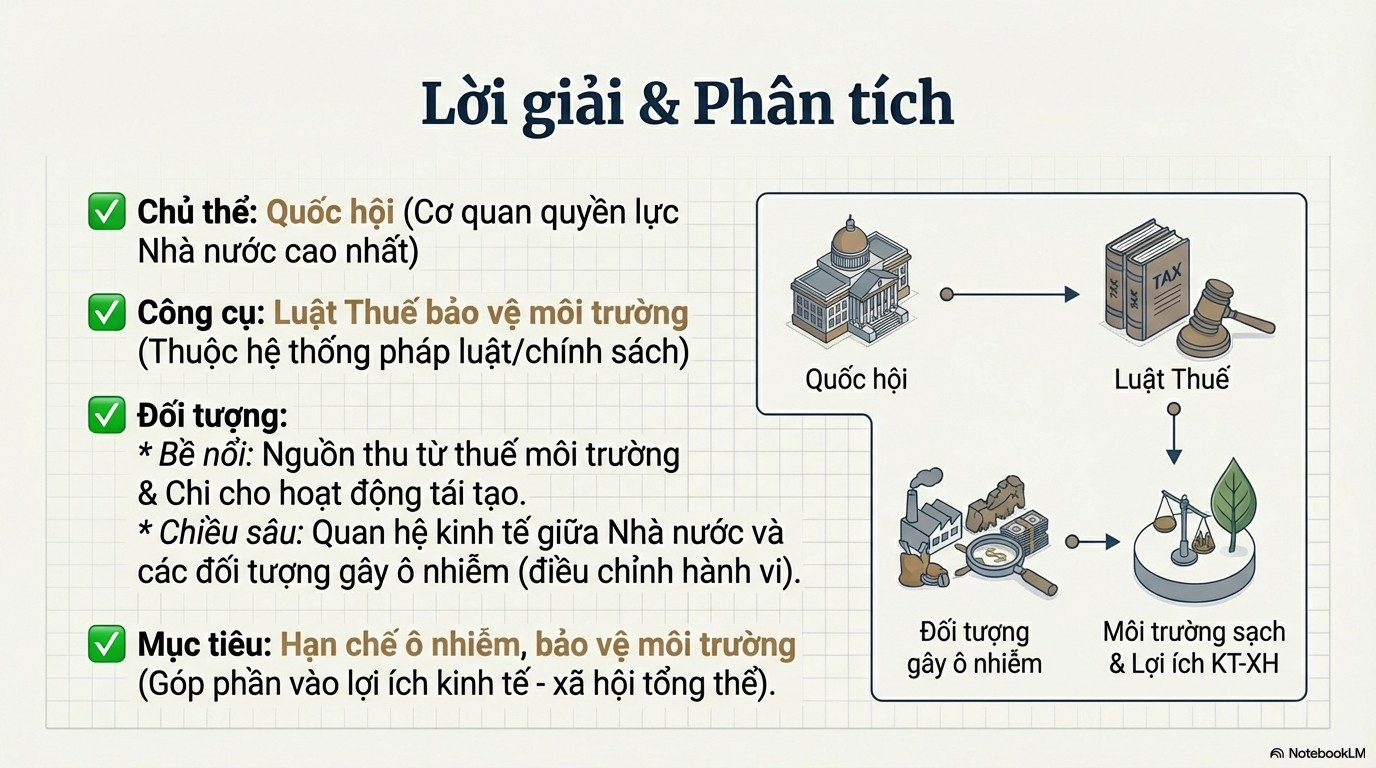 Lời giải & Phân tích
✅ Chủ thể: Quốc hội (Cơ quan quyền lực
Nhà nước cao nhất)
✅ Công cụ: Luật Thuế bảo vệ môi trường
(Thuộc hệ thống pháp luật/chính sách)
✅ Đối tượng:
* Bề nổi: Nguồn thu từ thuế môi trường
& Chi cho hoạt động tái tạo.
* Chiều sâu: Quan hệ kinh tế giữa Nhà nước và
các đối tượng gây ô nhiễm (điều chỉnh hành vi).
✅ Mục tiêu: Hạn chế ô nhiễm, bảo vệ môi trường
(Góp phần vào lợi ích kinh tế - xã hội tổng thể).
Quốc hội
TAX
Luật Thuế
Đối tượng
gây ô nhiễm
Môi trường sạch
& Lợi ích KT-XH
NotebookLM